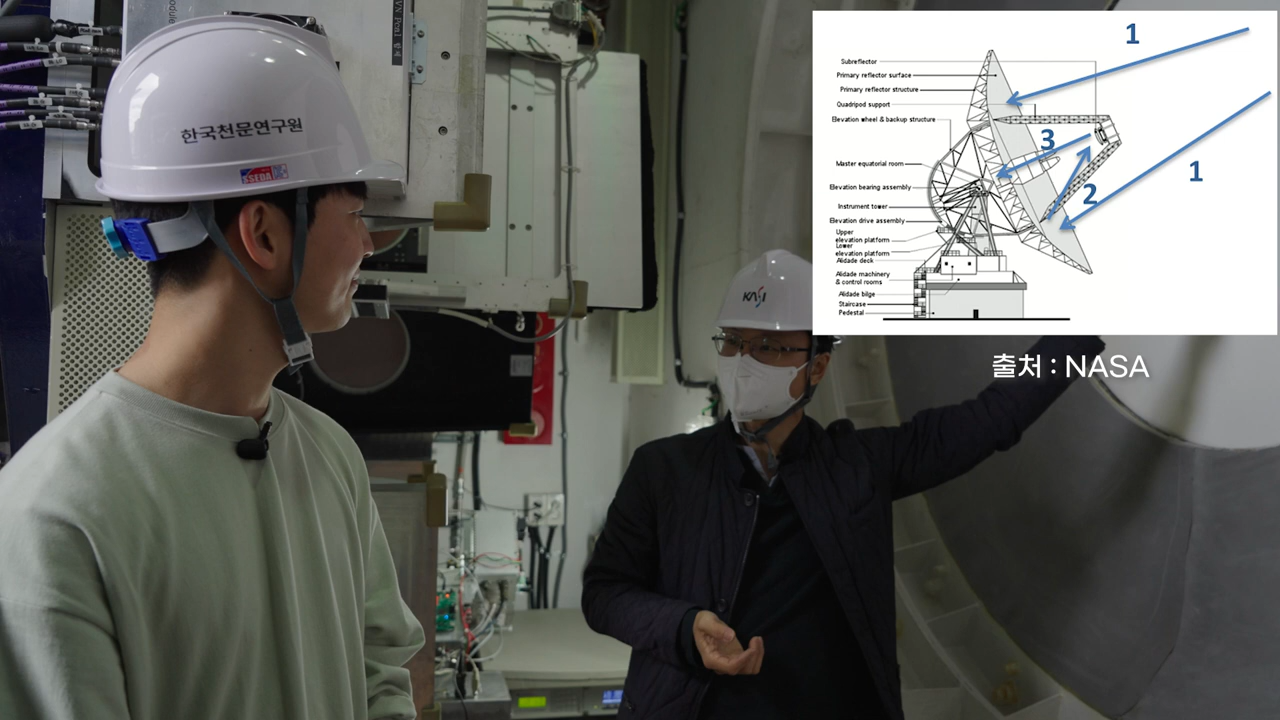 한국천문연구원
SEDA
KASI
1
1
2
3
Subreflector
Primary reflector surface
Primary reflector structure
Quadripod support
Elevation wheel & backup structure
Master equatorial room
Elevation bearing assembly
Instrument tower
Elevation drive assembly
Upper
elevation platform
Lower
elevation platform
Alidade deck
Alidade machinery
& control rooms
Alidade bilge
Staircase
Pedestal
출처 : NASA